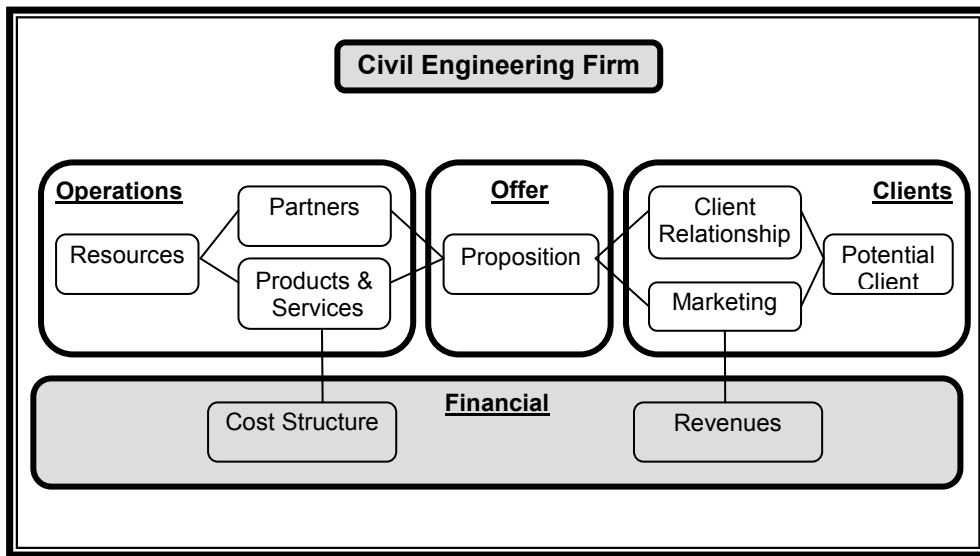 Civil Engineering Firm
Operations
Resources
Partners
Products &
Services
Offer
Proposition
Clients
Client
Relationship
Marketing
Potential
Client
Financial
Cost Structure
Revenues